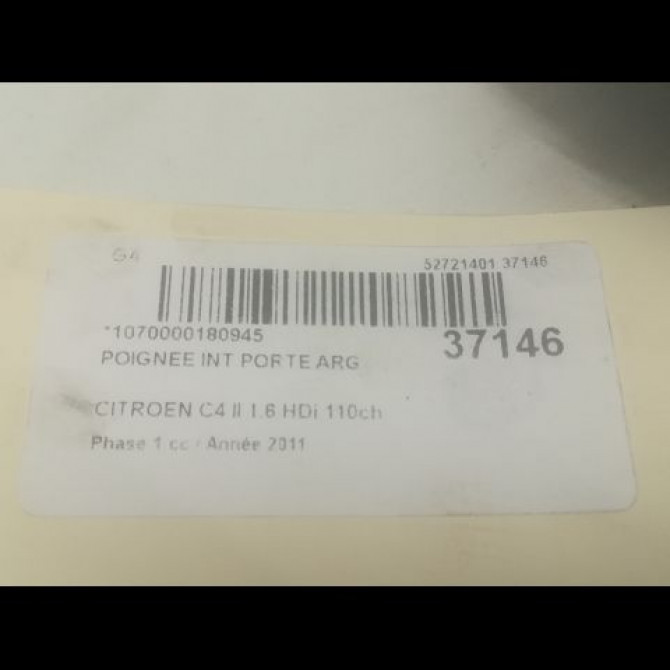 G4
52721401 37146
*1070000180945
37146
POIGNEE INT PORTE ARG
CITROEN C4 II 1.6 HDi 110ch
Phase 1 cc / Année 2011